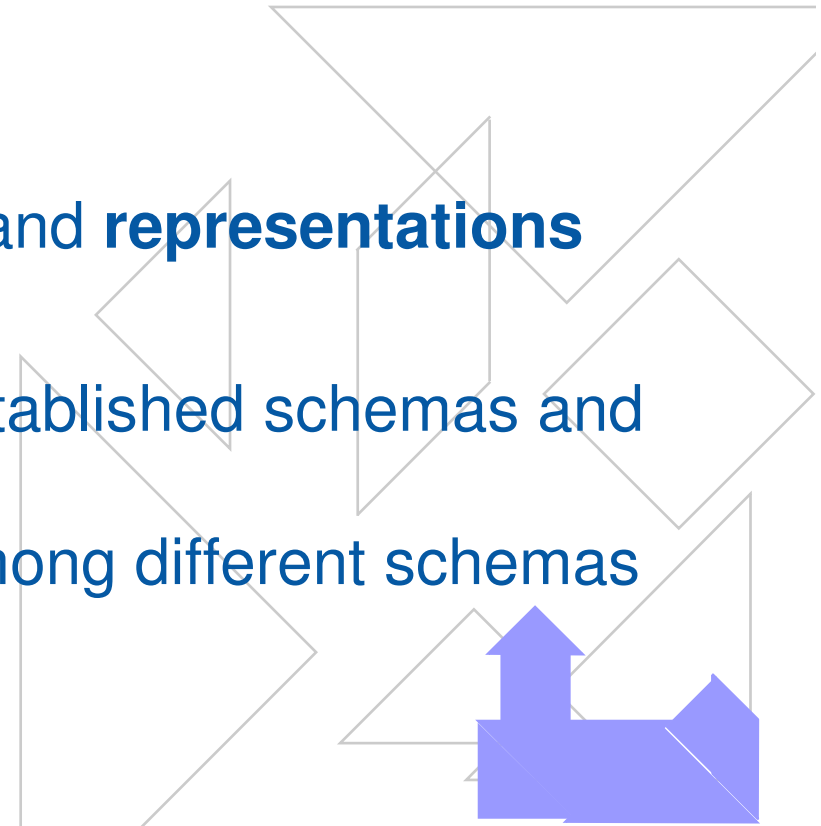 and representations
tablished schemas and
nong different schemas